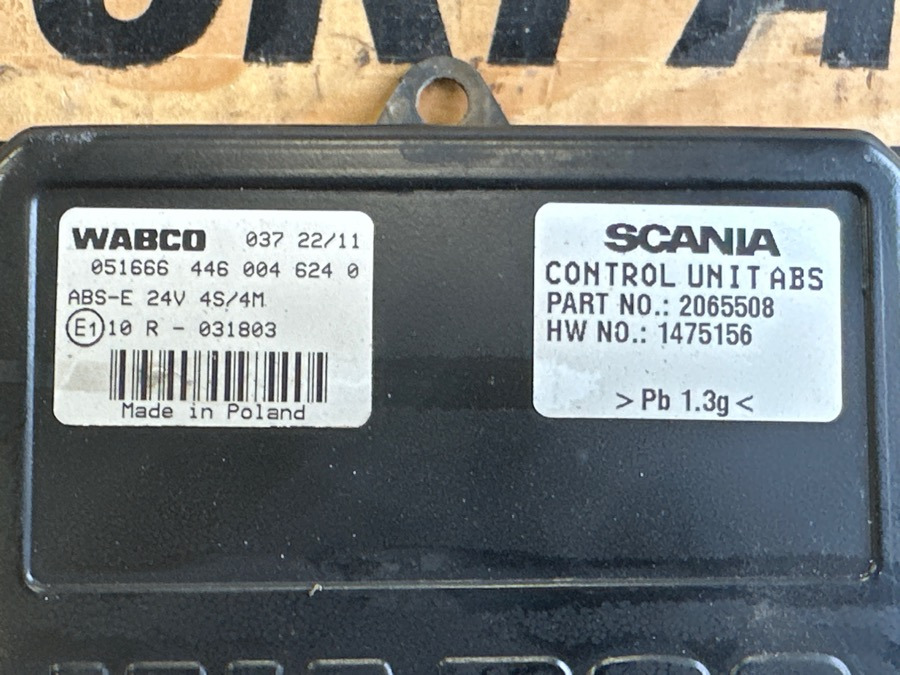 WABCO 037 22/11
051666 446 004 624 0
ABS-E 24V 4S/4M
E1 10 R - 031803
Made in Poland
SCANIA
CONTROL UNIT ABS
PART NO.: 2065508
HW NO.: 1475156
>Pb 1.3g<